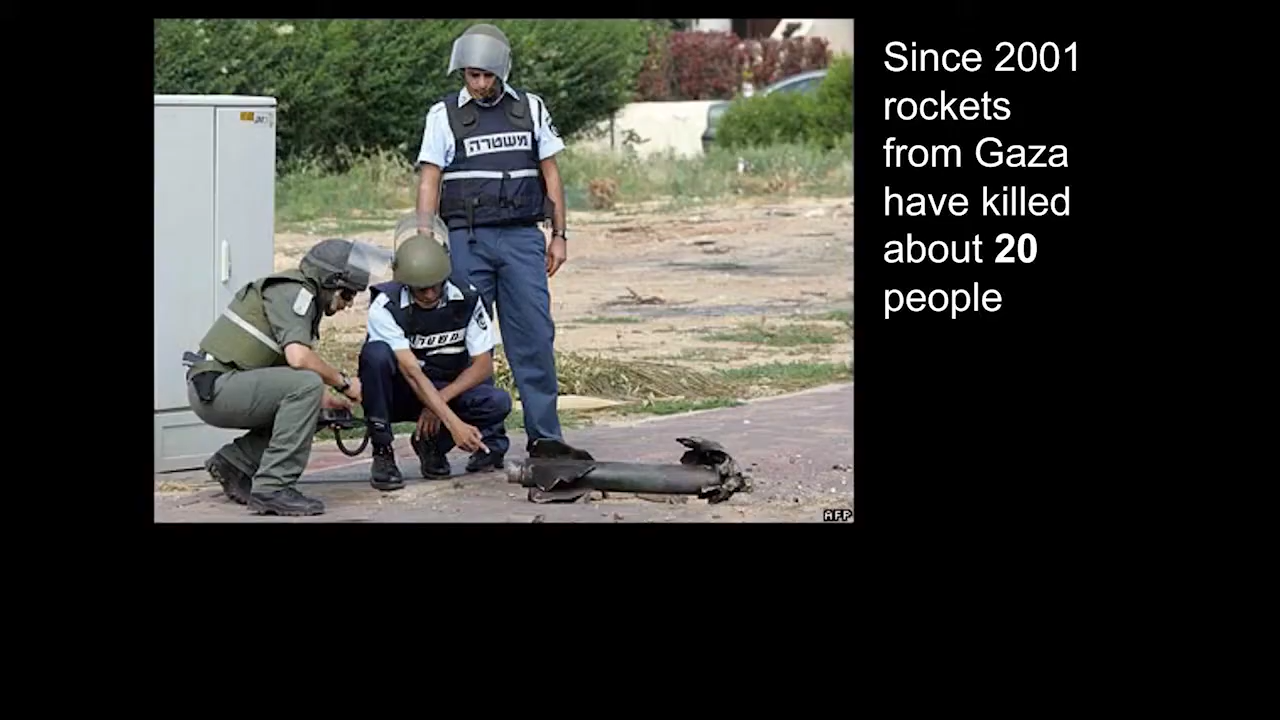 Since 2001
rockets
from Gaza
have killed
about 20
people
משטרה
משטרה
AFP